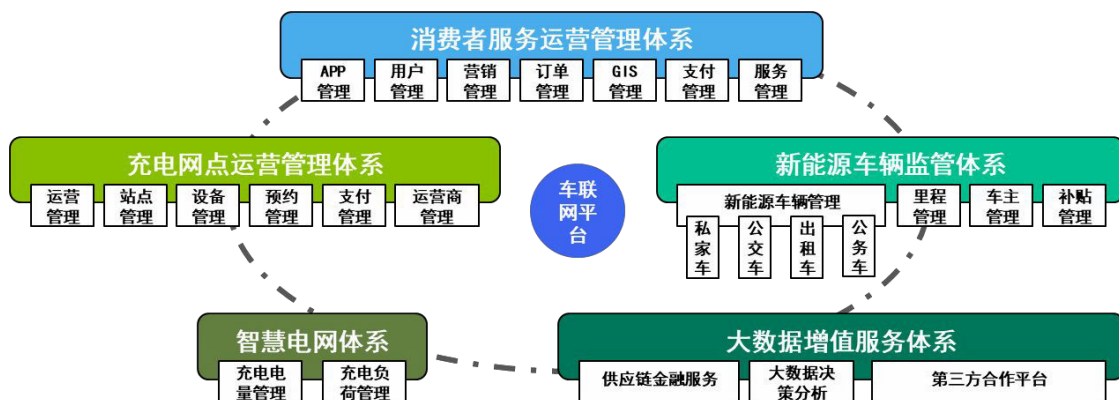 消费者服务运营管理体系
APP
管理
用户
管理
营销
管理
订单
管理
GIS
管理
支付
管理
服务
管理
充电网点运营管理体系
运营
管理
站点
管理
设备
管理
预约
管理
支付
管理
运营商
管理
车联
网平
台
新能源车辆监管体系
新能源车辆管理
私
家
车
公
交
车
出
租
车
公
务
车
里程
管理
车主
管理
补贴
管理
智慧电网体系
充电电
量管理
充电负
荷管理
大数据增值服务体系
供应链金融服务
大数据决
策分析
第三方合作平台